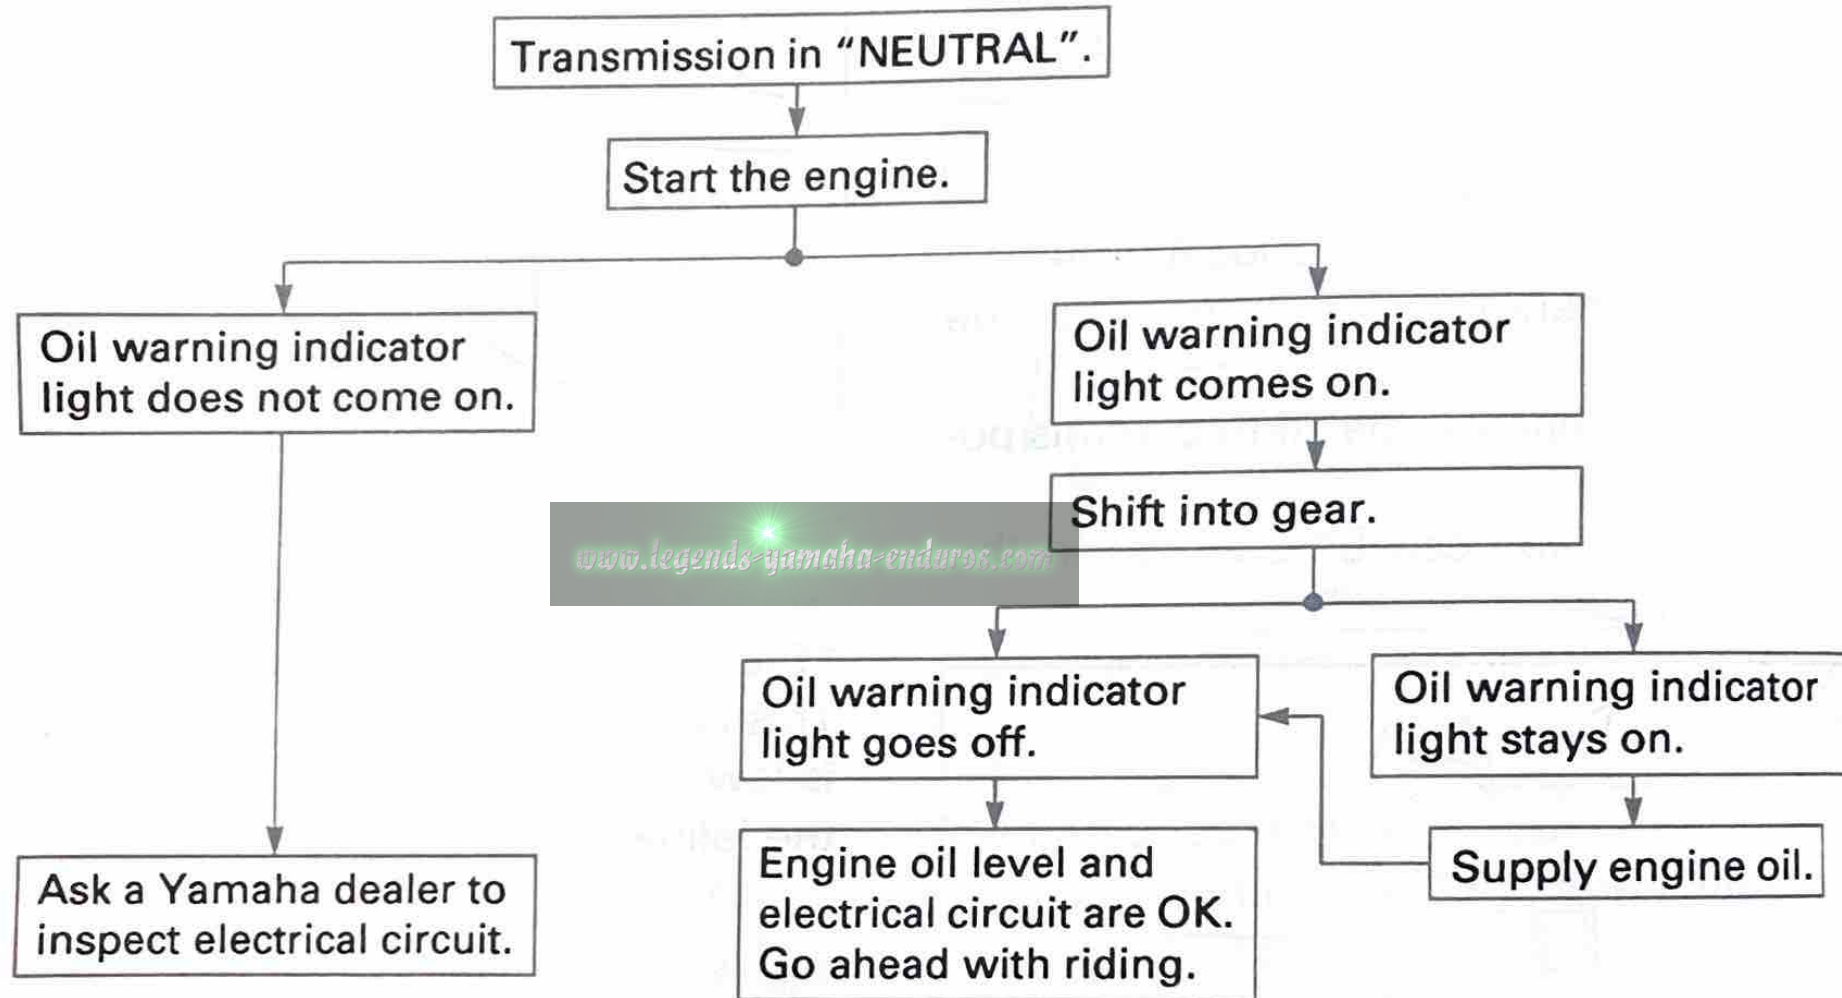 Transmission in “NEUTRAL”.
Start the engine.
Oil warning indicator
light does not come on.
Oil warning indicator
light comes on.
Shift into gear.
www.legends-yamaha-enduros.com
Oil warning indicator
light goes off.
Oil warning indicator
light stays on.
Ask a Yamaha dealer to
inspect electrical circuit.
Engine oil level and
electrical circuit are OK.
Go ahead with riding.
Supply engine oil.